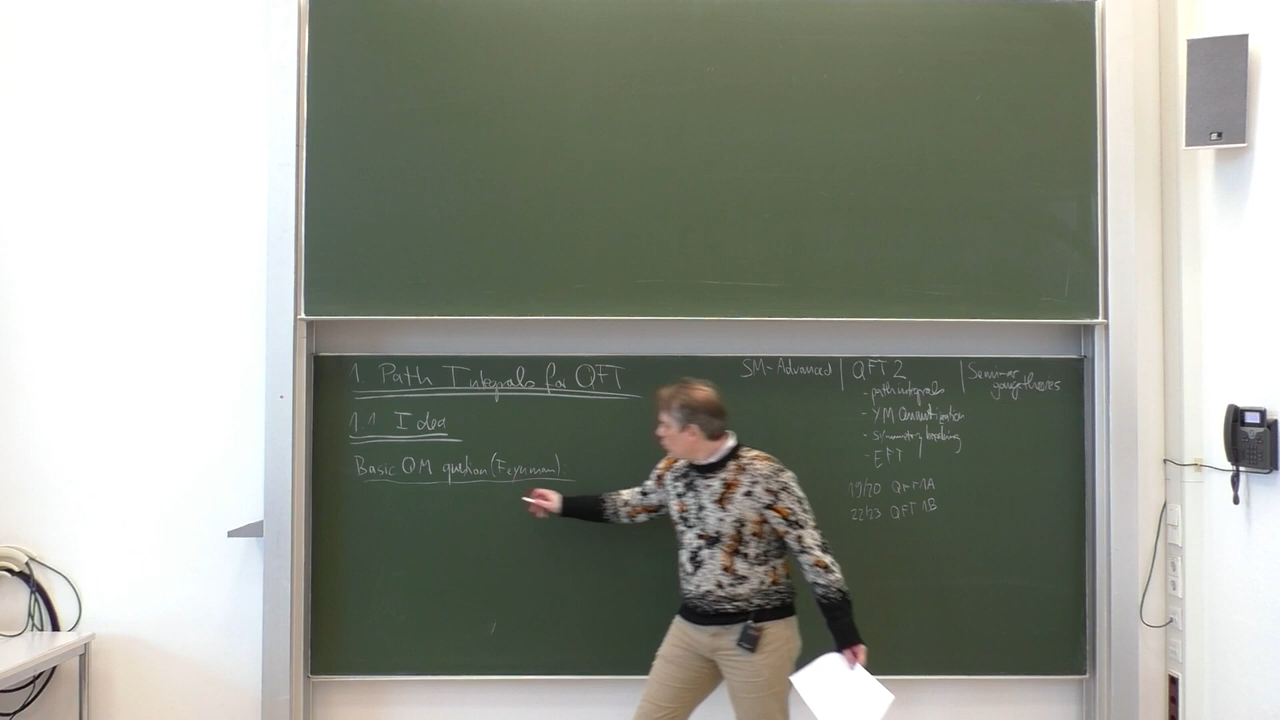 1. Path Integrals for QFT
1.1 Idea
Basic QM question (Feynman):
SM-Advanced | QFT 2 | Seminar gauge theories
- path integrals
- YM Quantization
- symmetry breaking
- EFT
19/20 QFT 1A
22/23 QFT 1B